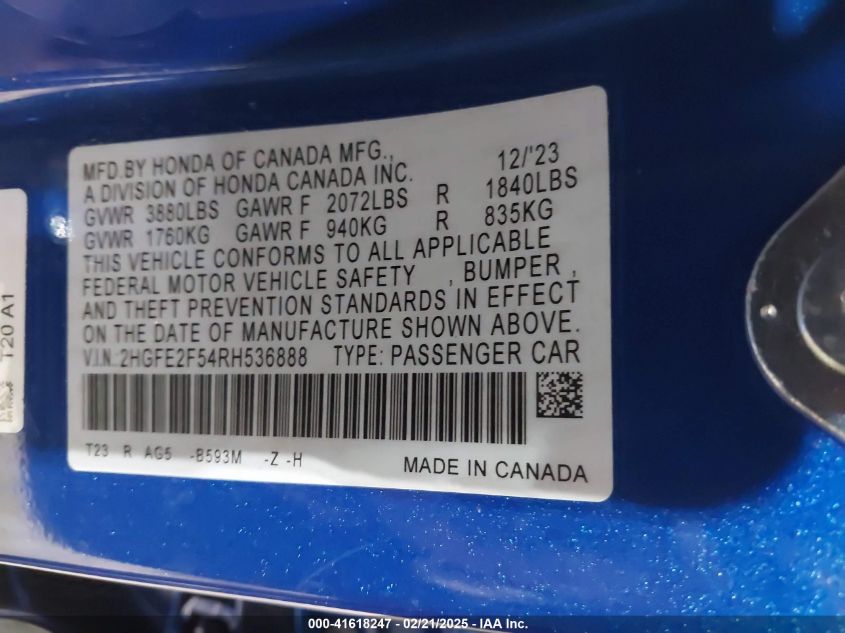 MFD.BY HONDA OF CANADA MFG., 12/'23
A DIVISION OF HONDA CANADA INC.
GVWR 3880LBS GAWR F 2072LBS R 1840LBS
GVWR 1760KG GAWR F 940KG R 835KG
THIS VEHICLE CONFORMS TO ALL APPLICABLE
FEDERAL MOTOR VEHICLE SAFETY , BUMPER ,
AND THEFT PREVENTION STANDARDS IN EFFECT
ON THE DATE OF MANUFACTURE SHOWN ABOVE.
V.I.N: 2HGFE2F54RH536888 TYPE: PASSENGER CAR
T23 R AG5 -B593M -Z -H
MADE IN CANADA
T20 A1
000-41618247 - 02/21/2025 - IAA Inc.